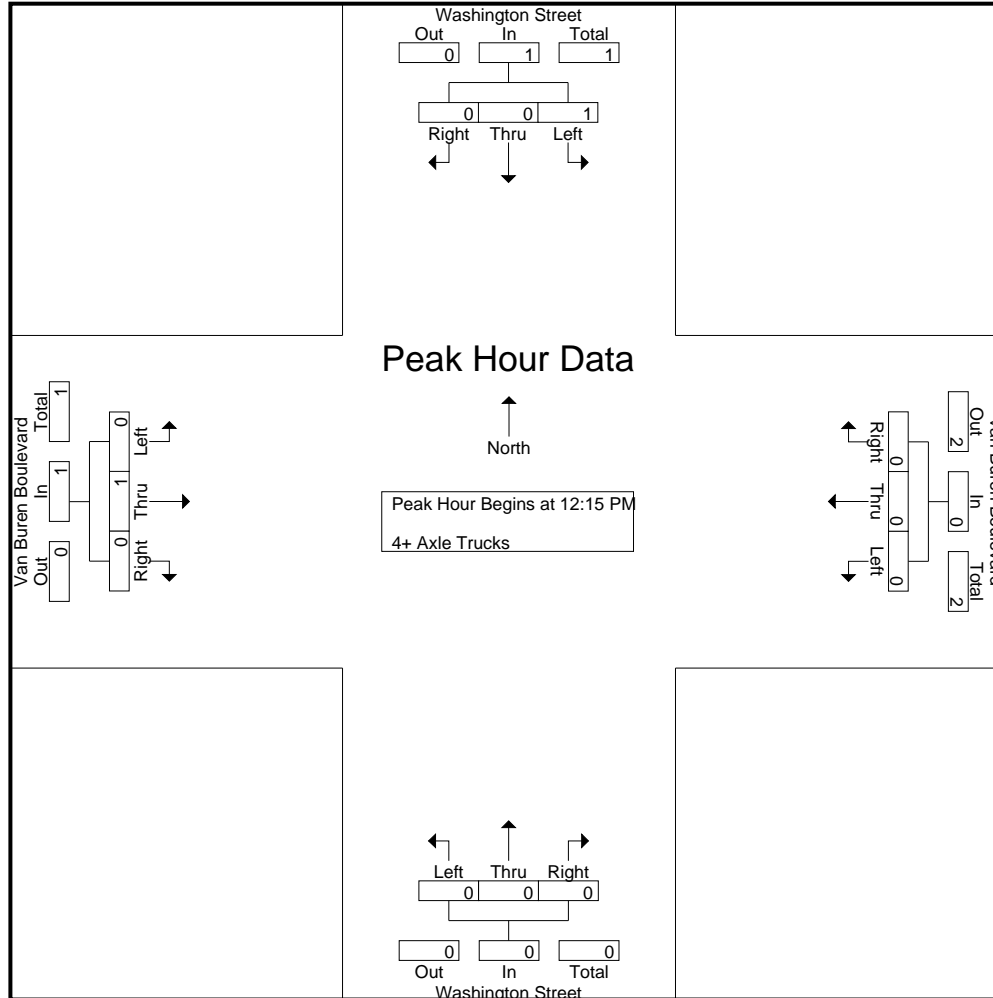 Washington Street
Out In Total
0 1 1
0 0 1
Right Thru Left
Peak Hour Data
North
Peak Hour Begins at 12:15 PM
4+ Axle Trucks
Van Buren Boulevard
Out In Total
0 1 1
Left Thru Right
0 1 0
Van Buren Boulevard
Out In Total
2 0 2
Right Thru Left
0 0 0
Left Thru Right
0 0 0
0 0 0
Out In Total
Washington Street